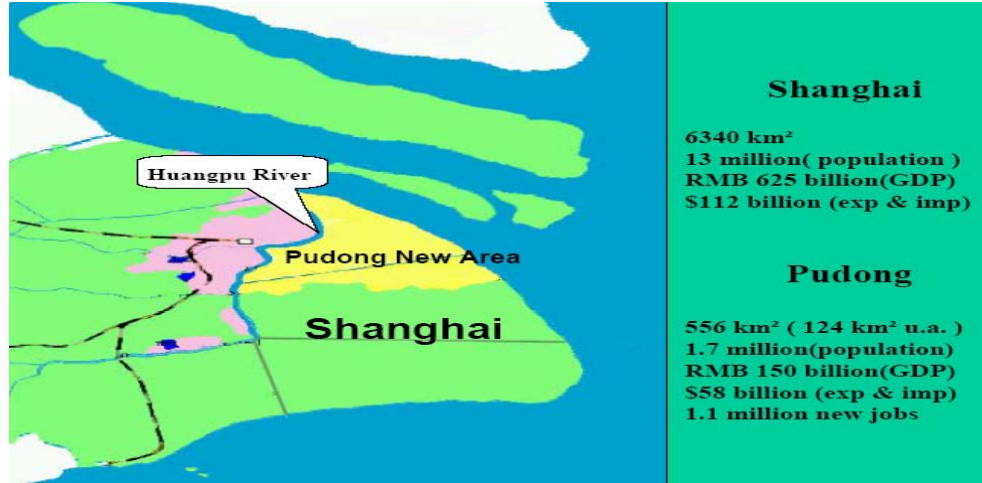 Huangpu River
Pudong New Area
Shanghai
Shanghai
6340 km²
13 million( population )
RMB 625 billion(GDP)
$112 billion (exp & imp)
Pudong
556 km² ( 124 km² u.a. )
1.7 million(population)
RMB 150 billion(GDP)
$58 billion (exp & imp)
1.1 million new jobs